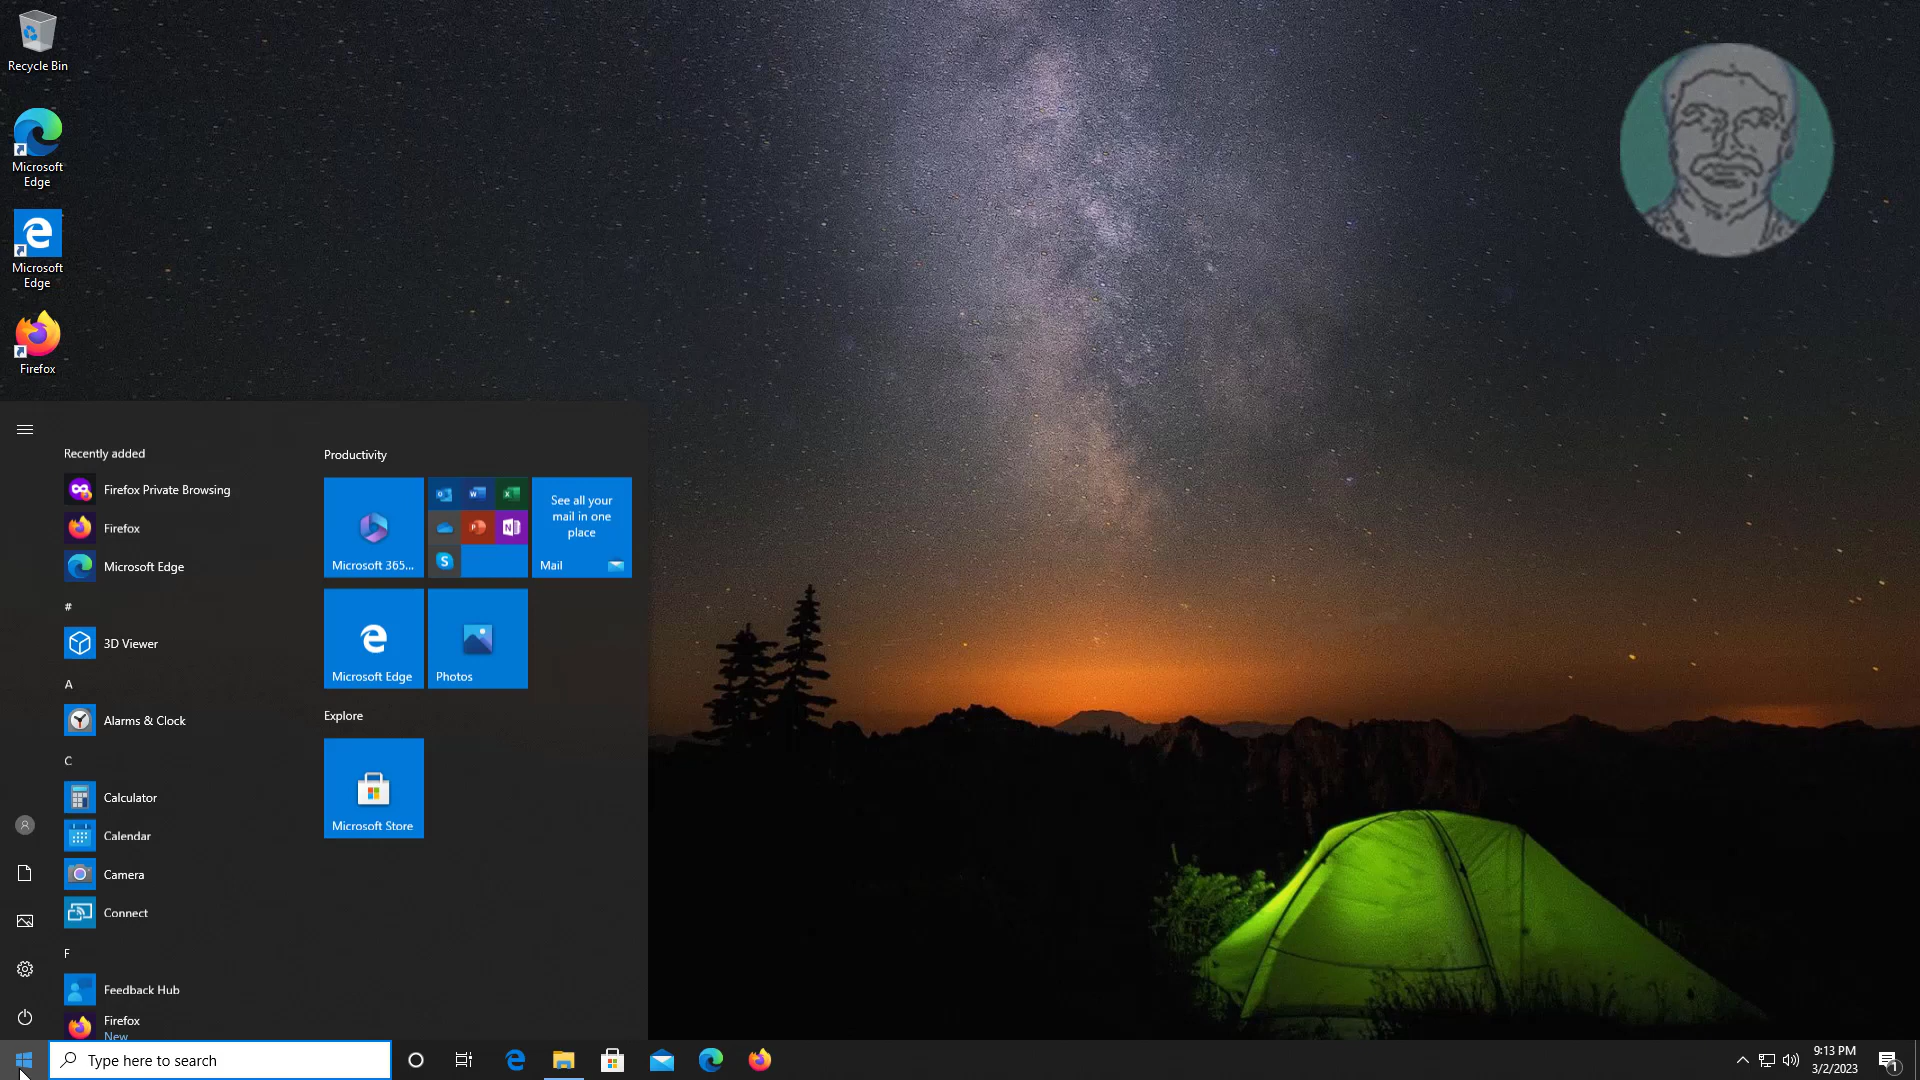 Recycle Bin
Microsoft
Edge
Microsoft
Edge
Firefox
Recently added
Firefox Private Browsing
Firefox
Microsoft Edge
#
3D Viewer
A
Alarms & Clock
C
Calculator
Calendar
Camera
Connect
F
Feedback Hub
Firefox
New
Productivity
Microsoft 365...
See all your
mail in one
place
Mail
Microsoft Edge
Photos
Explore
Microsoft Store
Type here to search
9:13 PM
3/2/2023
1